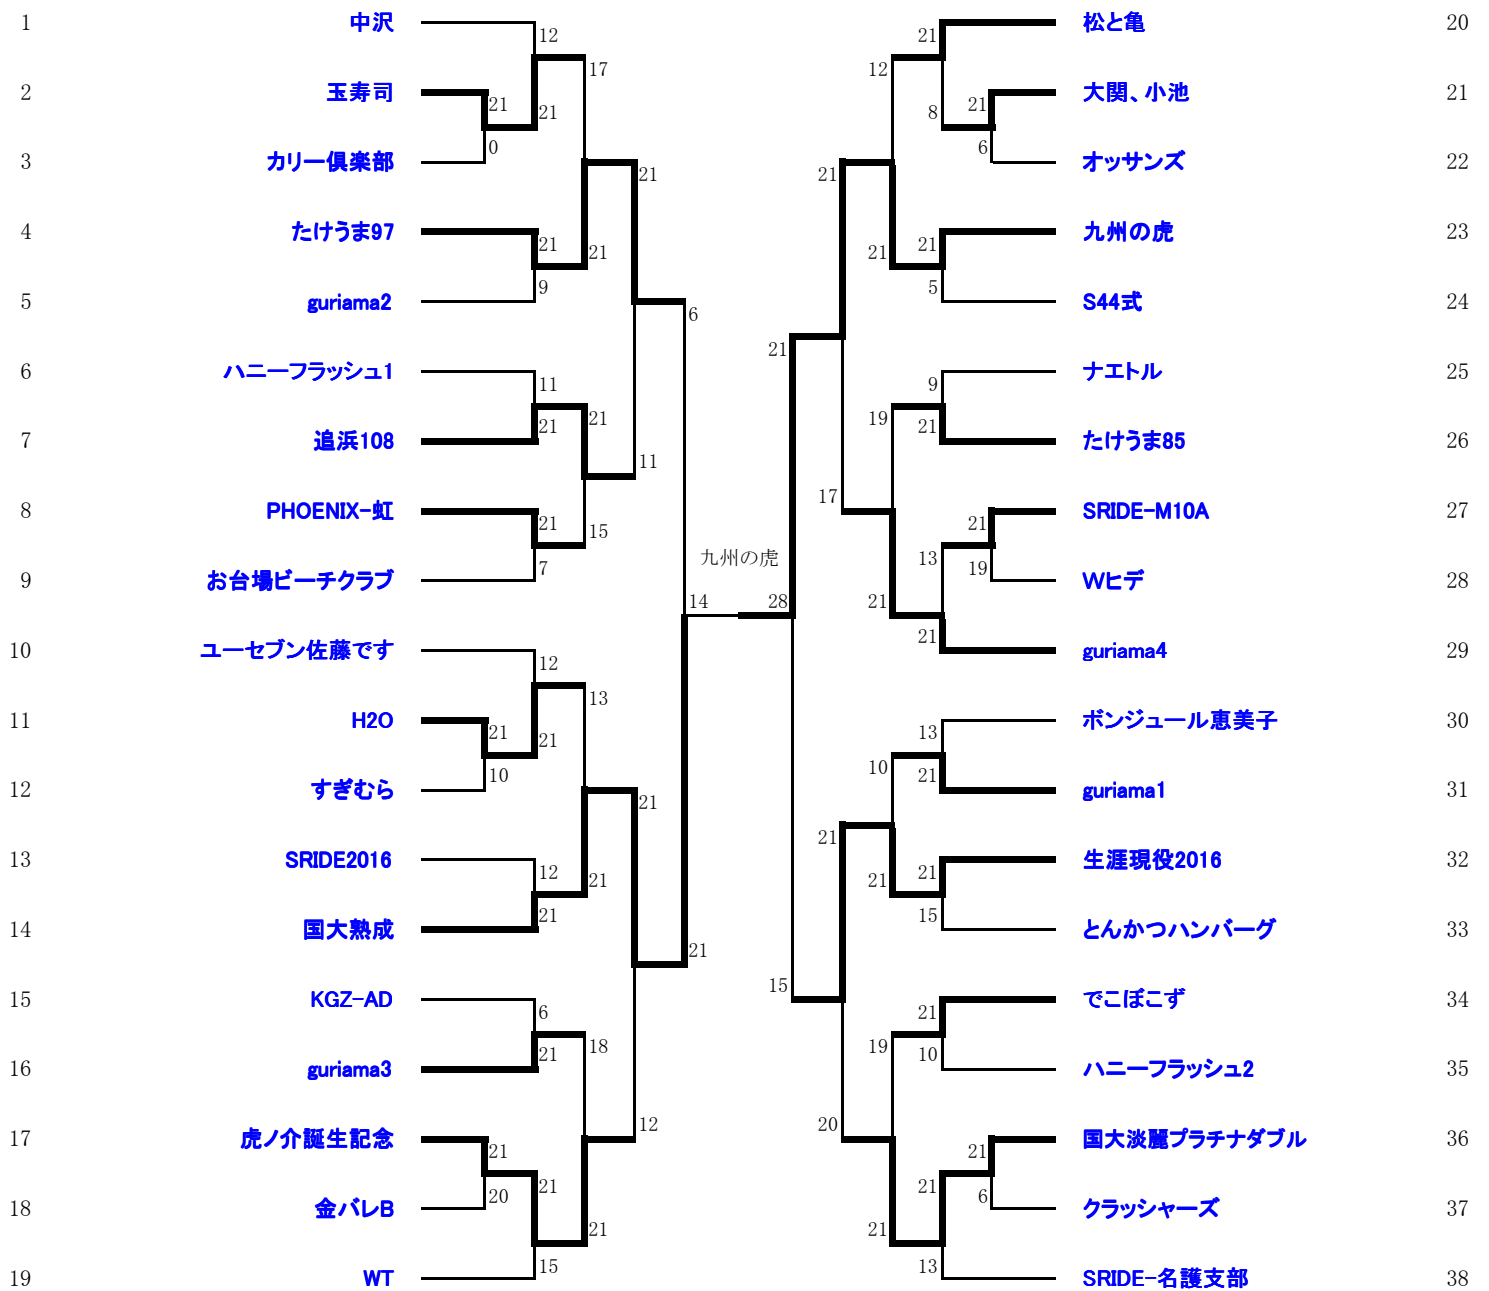 1 中沢 12 17
2 玉寿司 21 21
3 カリー倶楽部 0 21
4 たけうま97 21 21
5 guriama2 9 6
6 ハニーフラッシュ1 11 21
7 追浜108 21 11
8 PHOENIX-虹 21 15
9 お台場ビーチクラブ 7
10 ユーセブン佐藤です 12 13
11 H2O 21 21
12 すぎむら 10 21
13 SRIDE2016 12 21
14 国大熟成 21 21
15 KGZ-AD 6 18
16 guriama3 21
17 虎ノ介誕生記念 21 21 12
18 金バレB 20 21
19 WT 15
九州の虎
14 28
12 21 松と亀 20
8 21 大関、小池 21
21 6 オッサンズ 22
21 21 九州の虎 23
5 S44式 24
21 9 ナエトル 25
19 21 たけうま85 26
17 21 SRIDE-M10A 27
13 19 Wヒデ 28
21 21 guriama4 29
13 ボンジュール恵美子 30
10 21 guriama1 31
21 21 21 生涯現役2016 32
15 とんかつハンバーグ 33
15 21 でこぼこず 34
19 10 ハニーフラッシュ2 35
20 21 国大淡麗プラチナダブル 36
21 21 6 クラッシャーズ 37
13 SRIDE-名護支部 38